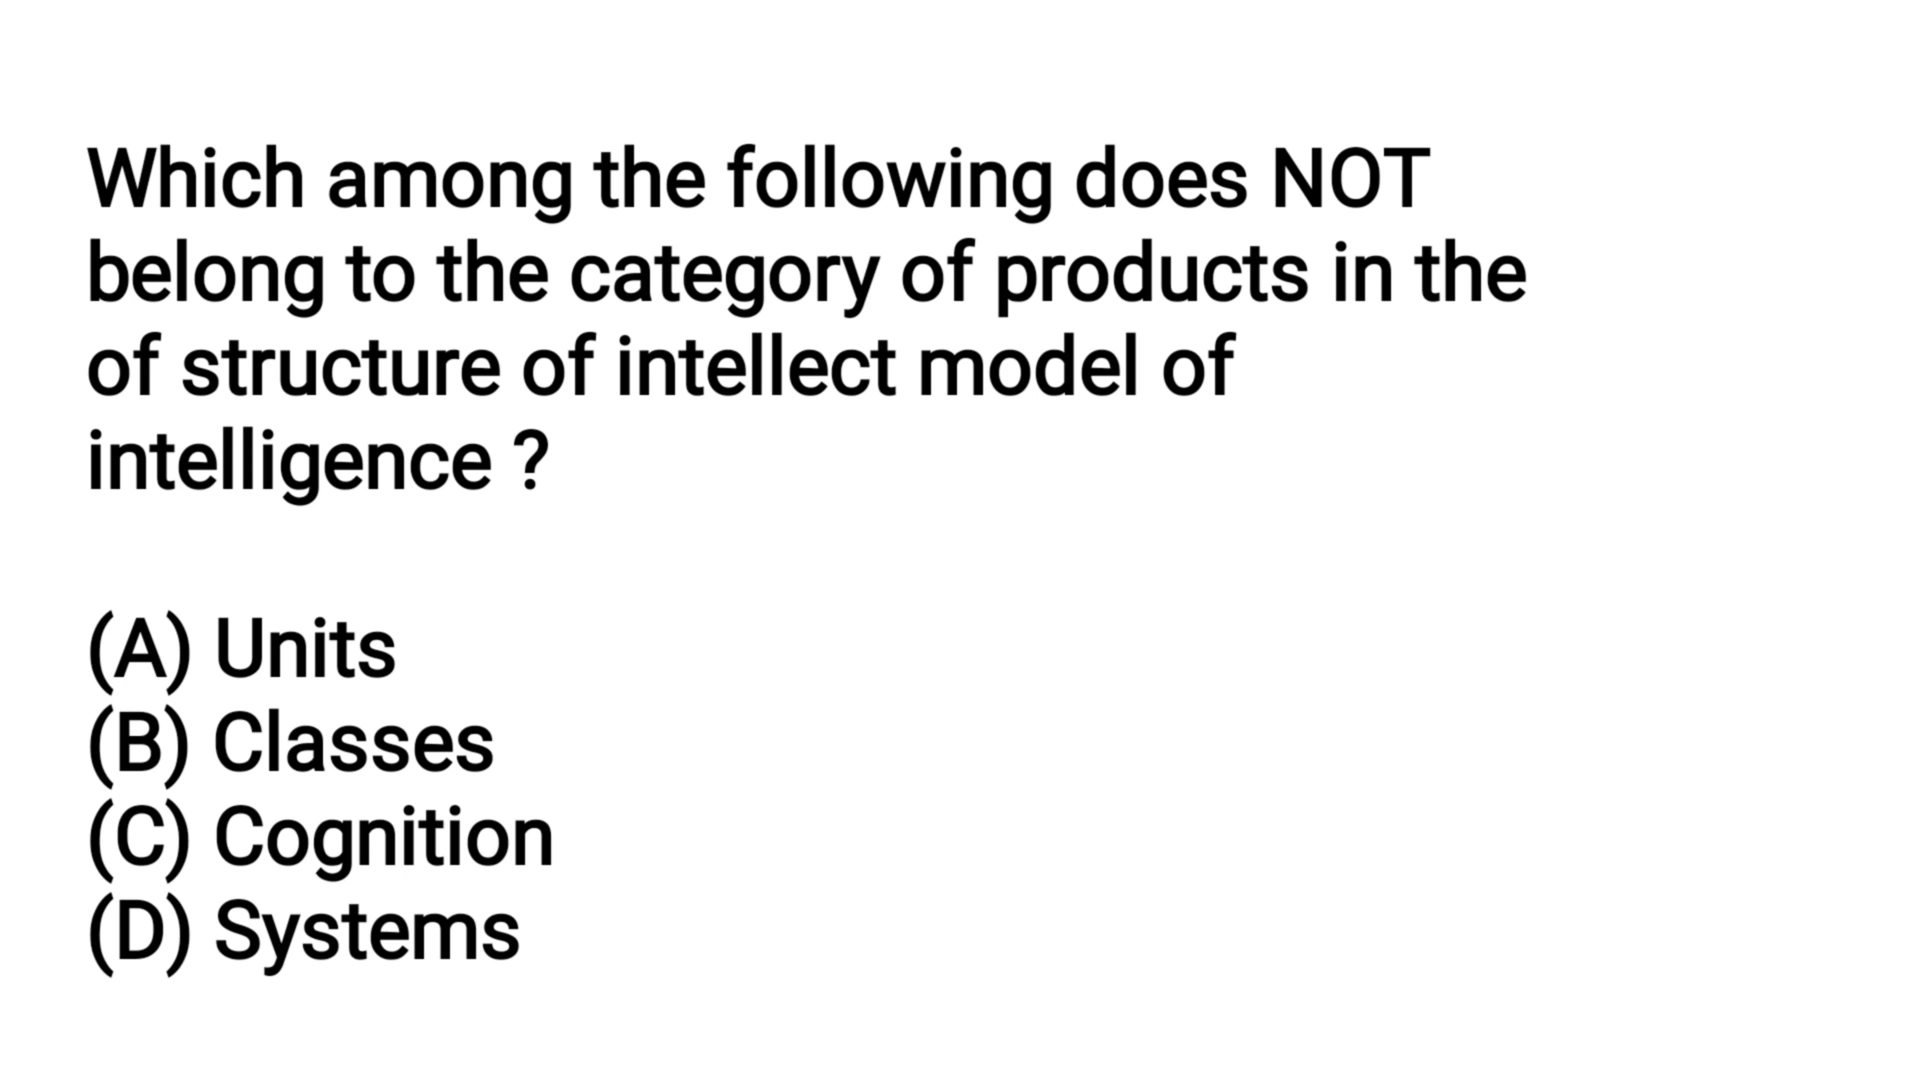 Which among the following does NOT
belong to the category of products in the
of structure of intellect model of
intelligence ?
(A) Units
(B) Classes
(C) Cognition
(D) Systems